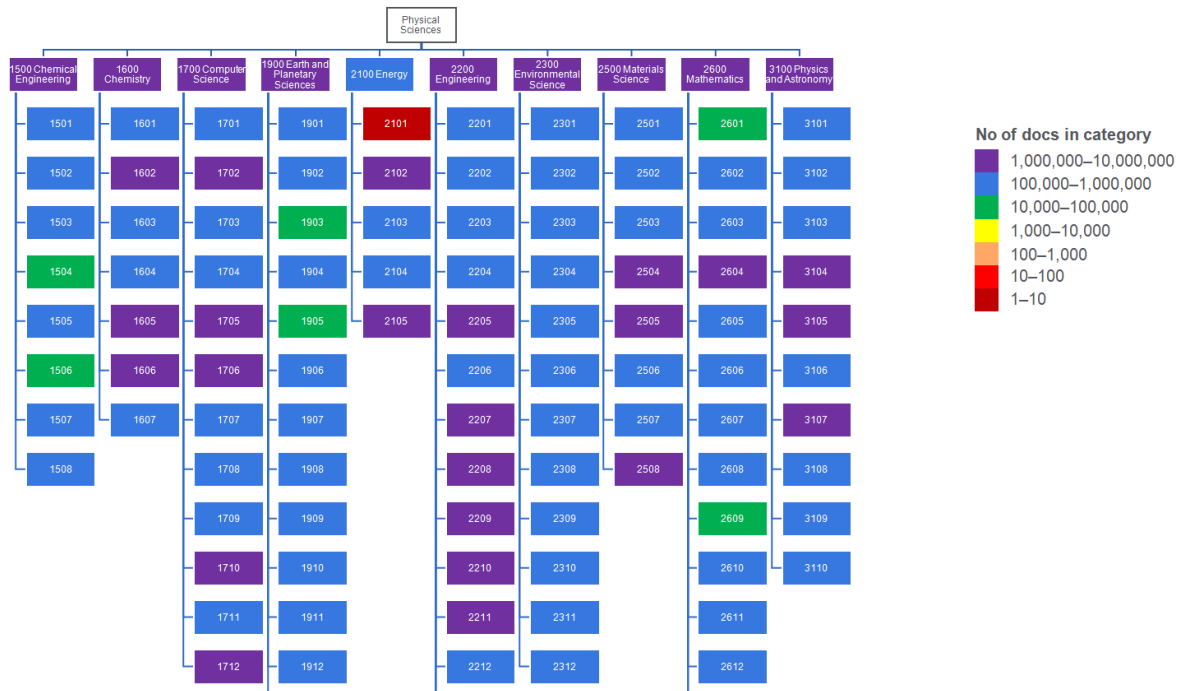 Physical
Sciences
1500 Chemical
Engineering
1600
Chemistry
1700 Computer
Science
1900 Earth and
Planetary
Sciences
2100 Energy
2200
Engineering
2300
Environmental
Science
2500 Materials
Science
2600
Mathematics
3100 Physics
and Astronomy
1501 1601 1701 1901 2101 2201 2301 2501 2601 3101
1502 1602 1702 1902 2102 2202 2302 2502 2602 3102
1503 1603 1703 1903 2103 2203 2303 2503 2603 3103
1504 1604 1704 1904 2104 2204 2304 2504 2604 3104
1505 1605 1705 1905 2105 2205 2305 2505 2605 3105
1506 1606 1706 1906 2206 2306 2506 2606 3106
1507 1607 1707 1907 2207 2307 2507 2607 3107
1508 1708 1908 2208 2308 2508 2608 3108
1709 1909 2209 2309 2609 3109
1710 1910 2210 2310 2610 3110
1711 1911 2211 2311 2611
1712 1912 2212 2312 2612
No of docs in category
1,000,000–10,000,000
100,000–1,000,000
10,000–100,000
1,000–10,000
100–1,000
10–100
1–10